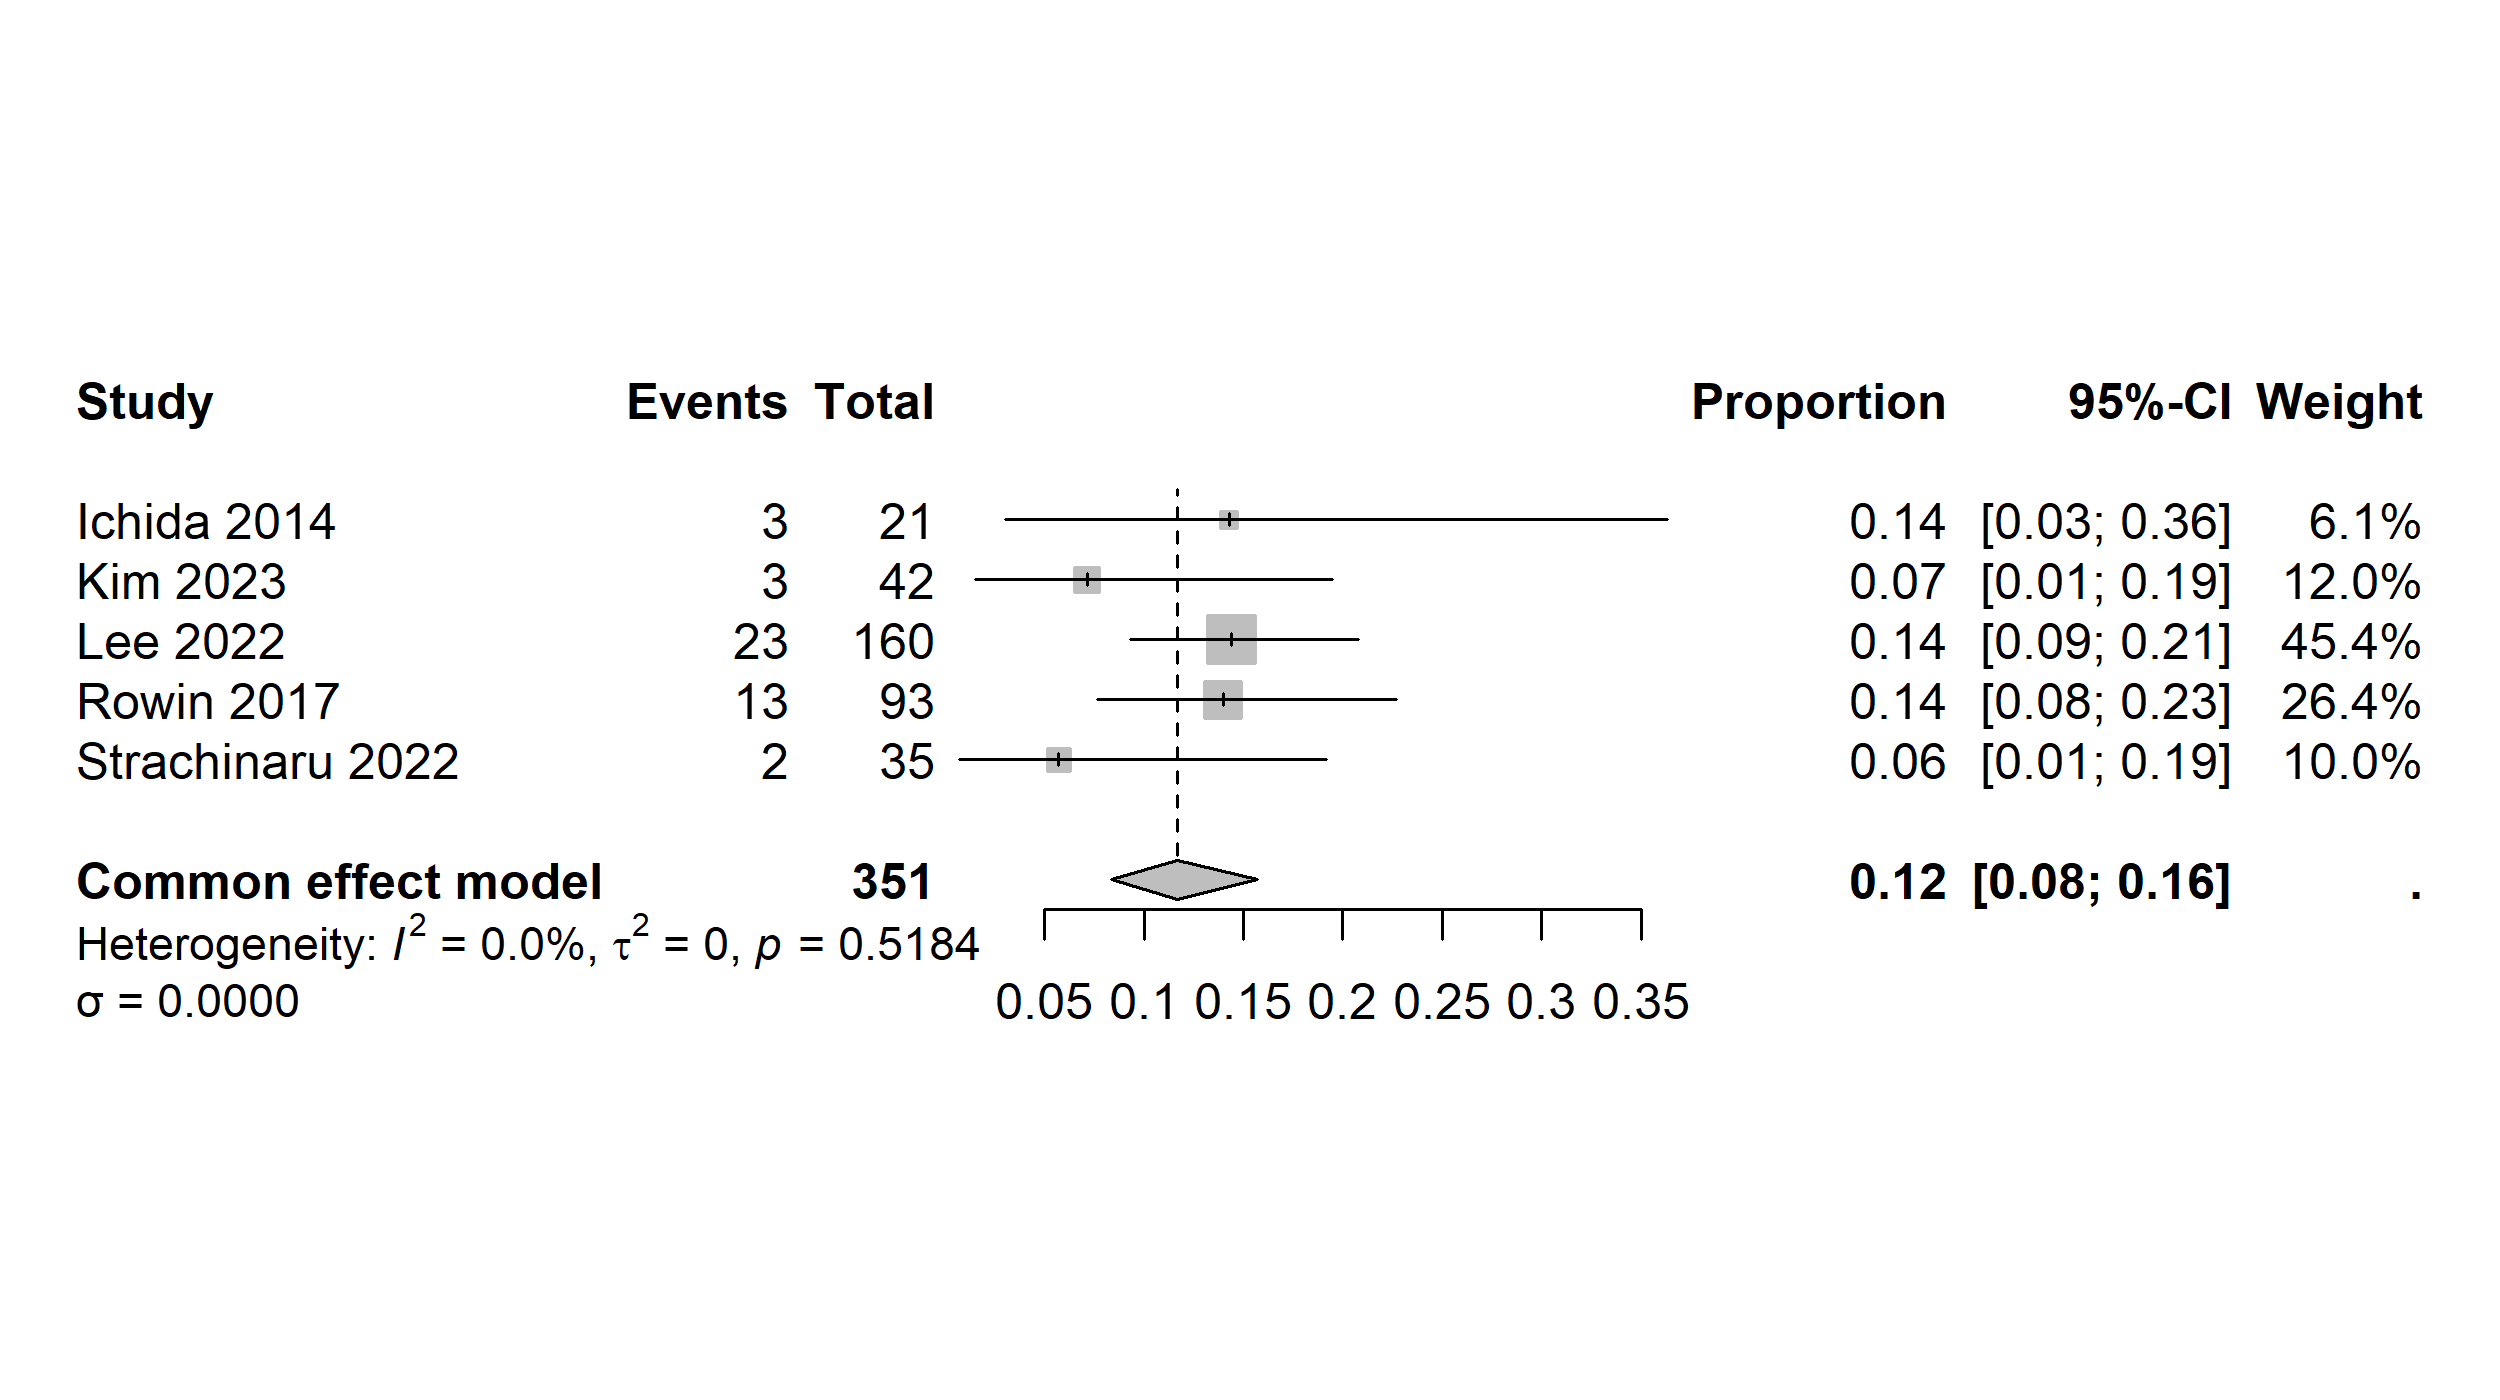 Study Events Total Proportion 95%-CI Weight
Ichida 2014 3 21 0.14 [0.03; 0.36] 6.1%
Kim 2023 3 42 0.07 [0.01; 0.19] 12.0%
Lee 2022 23 160 0.14 [0.09; 0.21] 45.4%
Rowin 2017 13 93 0.14 [0.08; 0.23] 26.4%
Strachinaru 2022 2 35 0.06 [0.01; 0.19] 10.0%
Common effect model 351 0.12 [0.08; 0.16] .
Heterogeneity: I² = 0.0%, τ² = 0, p = 0.5184
σ = 0.0000 0.05 0.1 0.15 0.2 0.25 0.3 0.35